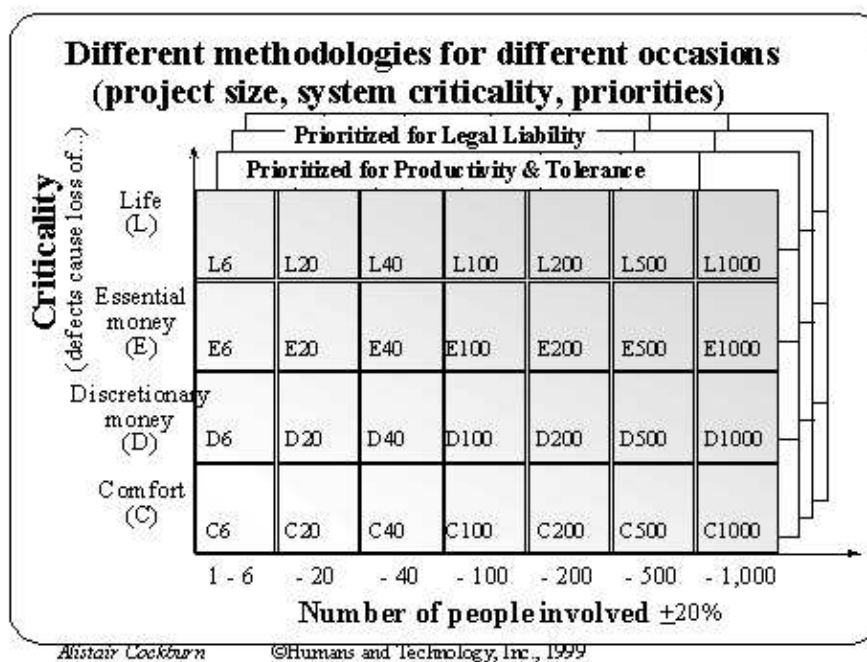 Different methodologies for different occasions
(project size, system criticality, priorities)
Prioritized for Legal Liability
Prioritized for Productivity & Tolerance
Criticality
(defects cause loss of...)
Life
(L)
L6 L20 L40 L100 L200 L500 L1000
Essential
money
(E)
E6 E20 E40 E100 E200 E500 E1000
Discretionary
money
(D)
D6 D20 D40 D100 D200 D500 D1000
Comfort
(C)
C6 C20 C40 C100 C200 C500 C1000
1 - 6 - 20 - 40 - 100 - 200 - 500 - 1,000
Number of people involved ±20%
Alistair Cockburn ©Humans and Technology, Inc., 1999